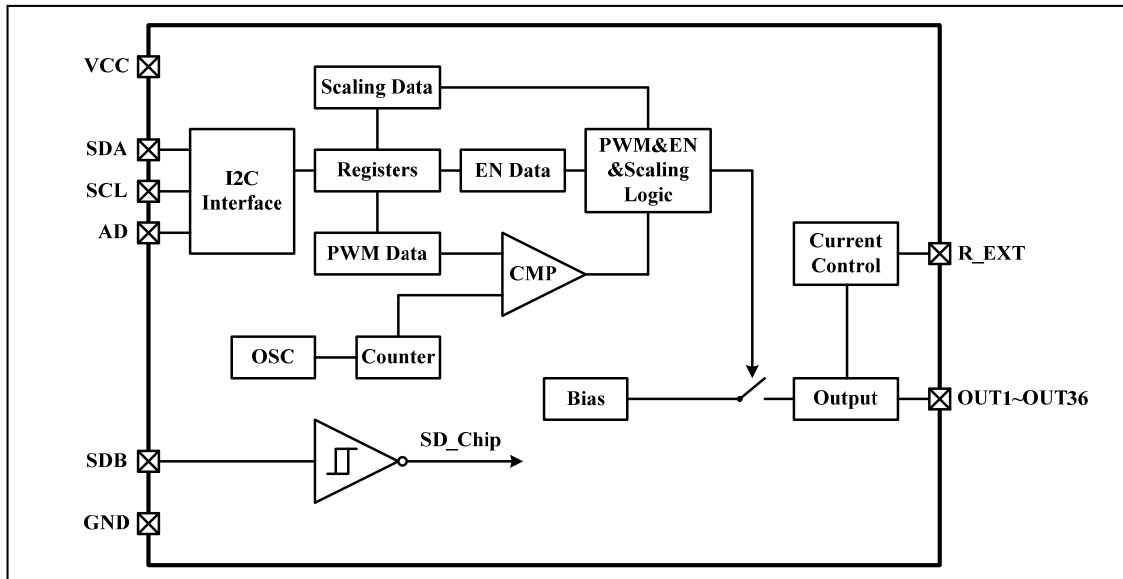 VCC
Scaling Data
SDA
I2C
Interface
Registers
EN Data
PWM&EN
&Scaling
Logic
SCL
AD
PWM Data
CMP
Current
Control
R_EXT
OSC
Counter
Bias
Output
OUT1~OUT36
SD_Chip
SDB
GND